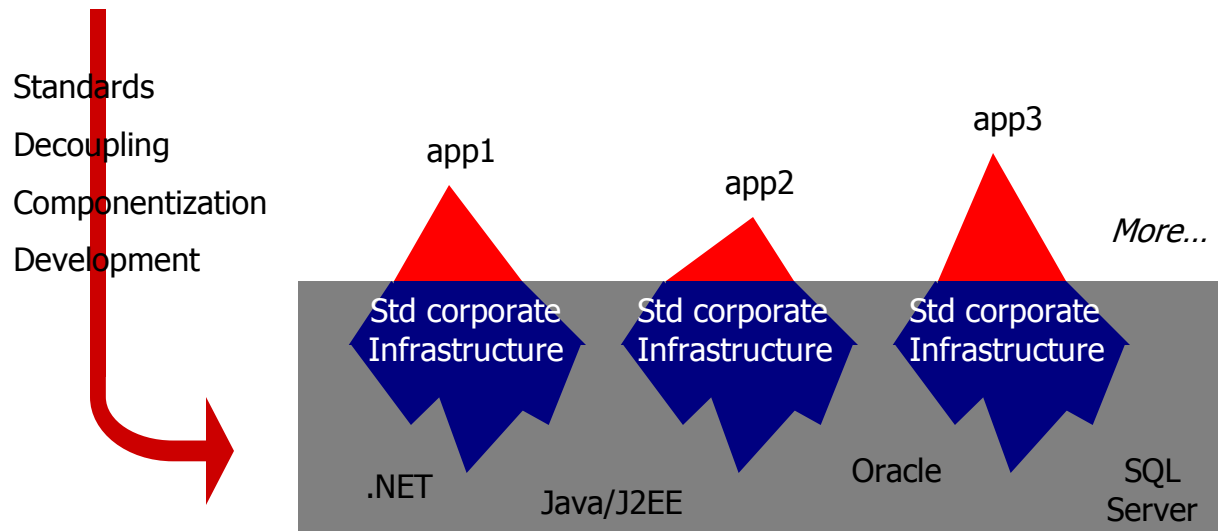 Standards
Decoupling
Componentization
Development
app1
app2
app3
More...
Std corporate
Infrastructure
Std corporate
Infrastructure
Std corporate
Infrastructure
.NET
Java/J2EE
Oracle
SQL
Server